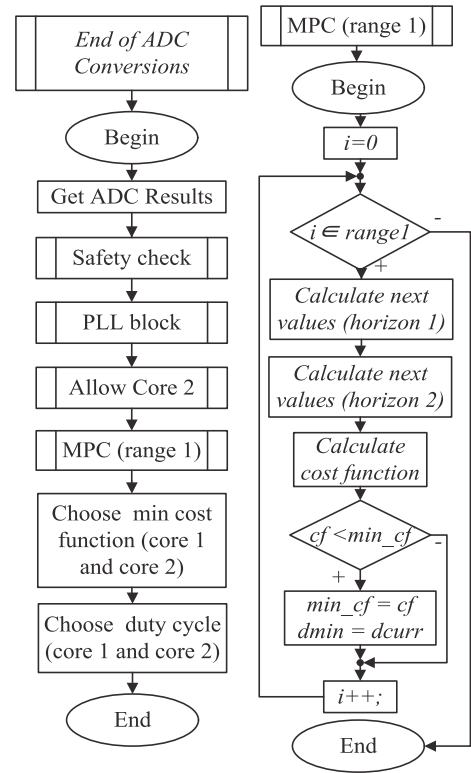 End of ADC
Conversions
Begin
Get ADC Results
Safety check
PLL block
Allow Core 2
MPC (range 1)
Choose min cost
function (core 1
and core 2)
Choose duty cycle
(core 1 and core 2)
End
MPC (range 1)
Begin
i=0
i ∈ range1
-
+
Calculate next
values (horizon 1)
Calculate next
values (horizon 2)
Calculate
cost function
cf <min_cf
-
+
min_cf = cf
dmin = dcurr
i++;
End